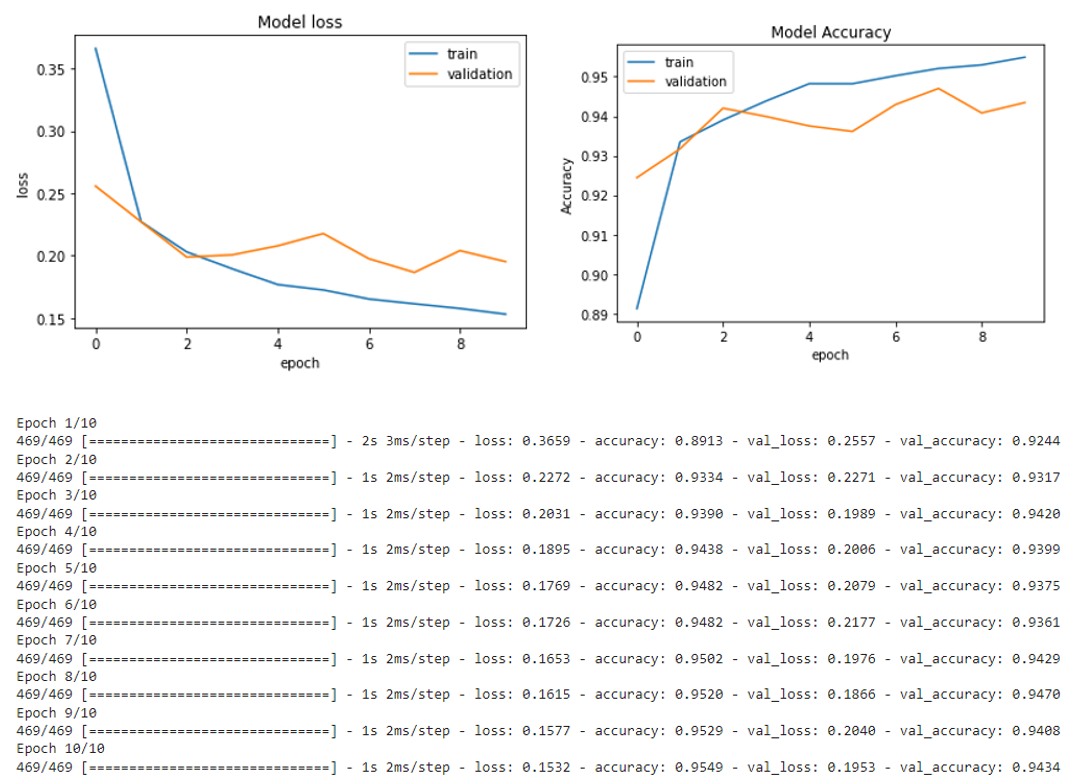 Model loss
train
validation
0.35
0.30
0.25
0.20
0.15
loss
0 2 4 6 8
epoch
Model Accuracy
train
validation
0.95
0.94
0.93
0.92
0.91
0.90
0.89
Accuracy
0 2 4 6 8
epoch
Epoch 1/10
469/469 [==============================] - 2s 3ms/step - loss: 0.3659 - accuracy: 0.8913 - val_loss: 0.2557 - val_accuracy: 0.9244
Epoch 2/10
469/469 [==============================] - 1s 2ms/step - loss: 0.2272 - accuracy: 0.9334 - val_loss: 0.2271 - val_accuracy: 0.9317
Epoch 3/10
469/469 [==============================] - 1s 2ms/step - loss: 0.2031 - accuracy: 0.9390 - val_loss: 0.1989 - val_accuracy: 0.9420
Epoch 4/10
469/469 [==============================] - 1s 2ms/step - loss: 0.1895 - accuracy: 0.9438 - val_loss: 0.2006 - val_accuracy: 0.9399
Epoch 5/10
469/469 [==============================] - 1s 2ms/step - loss: 0.1769 - accuracy: 0.9482 - val_loss: 0.2079 - val_accuracy: 0.9375
Epoch 6/10
469/469 [==============================] - 1s 2ms/step - loss: 0.1726 - accuracy: 0.9482 - val_loss: 0.2177 - val_accuracy: 0.9361
Epoch 7/10
469/469 [==============================] - 1s 2ms/step - loss: 0.1653 - accuracy: 0.9502 - val_loss: 0.1976 - val_accuracy: 0.9429
Epoch 8/10
469/469 [==============================] - 1s 2ms/step - loss: 0.1615 - accuracy: 0.9520 - val_loss: 0.1866 - val_accuracy: 0.9470
Epoch 9/10
469/469 [==============================] - 1s 2ms/step - loss: 0.1577 - accuracy: 0.9529 - val_loss: 0.2040 - val_accuracy: 0.9408
Epoch 10/10
469/469 [==============================] - 1s 2ms/step - loss: 0.1532 - accuracy: 0.9549 - val_loss: 0.1953 - val_accuracy: 0.9434